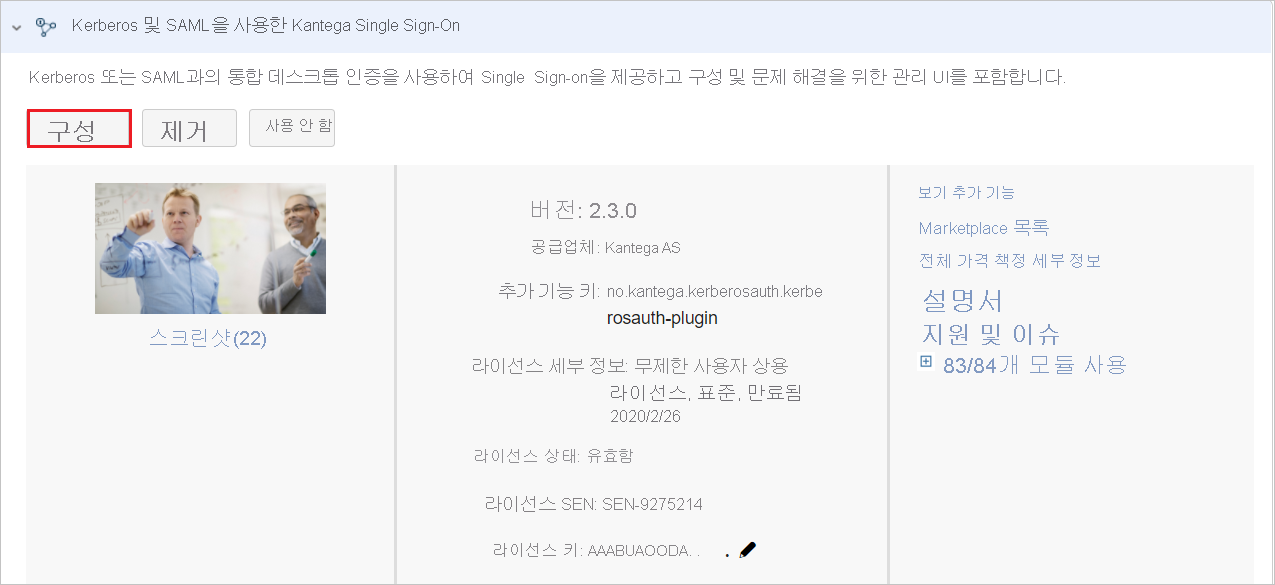 Kerberos 및 SAML을 사용한 Kantega Single Sign-On
Kerberos 또는 SAML과의 통합 데스크톱 인증을 사용하여 Single Sign-on을 제공하고 구성 및 문제 해결을 위한 관리 UI를 포함합니다.
구성 제거 사용 안 함
스크린샷(22)
버전: 2.3.0
공급업체: Kantega AS
추가 기능 키: no.kantega.kerberosauth.kerbe
rosauth-plugin
라이선스 세부 정보: 무제한 사용자 상용
라이선스, 표준, 만료됨
2020/2/26
라이선스 상태: 유효함
라이선스 SEN: SEN-9275214
라이선스 키: AAABUAOODA. . .
보기 추가 기능
Marketplace 목록
전체 가격 책정 세부 정보
설명서
지원 및 이슈
83/84개 모듈 사용